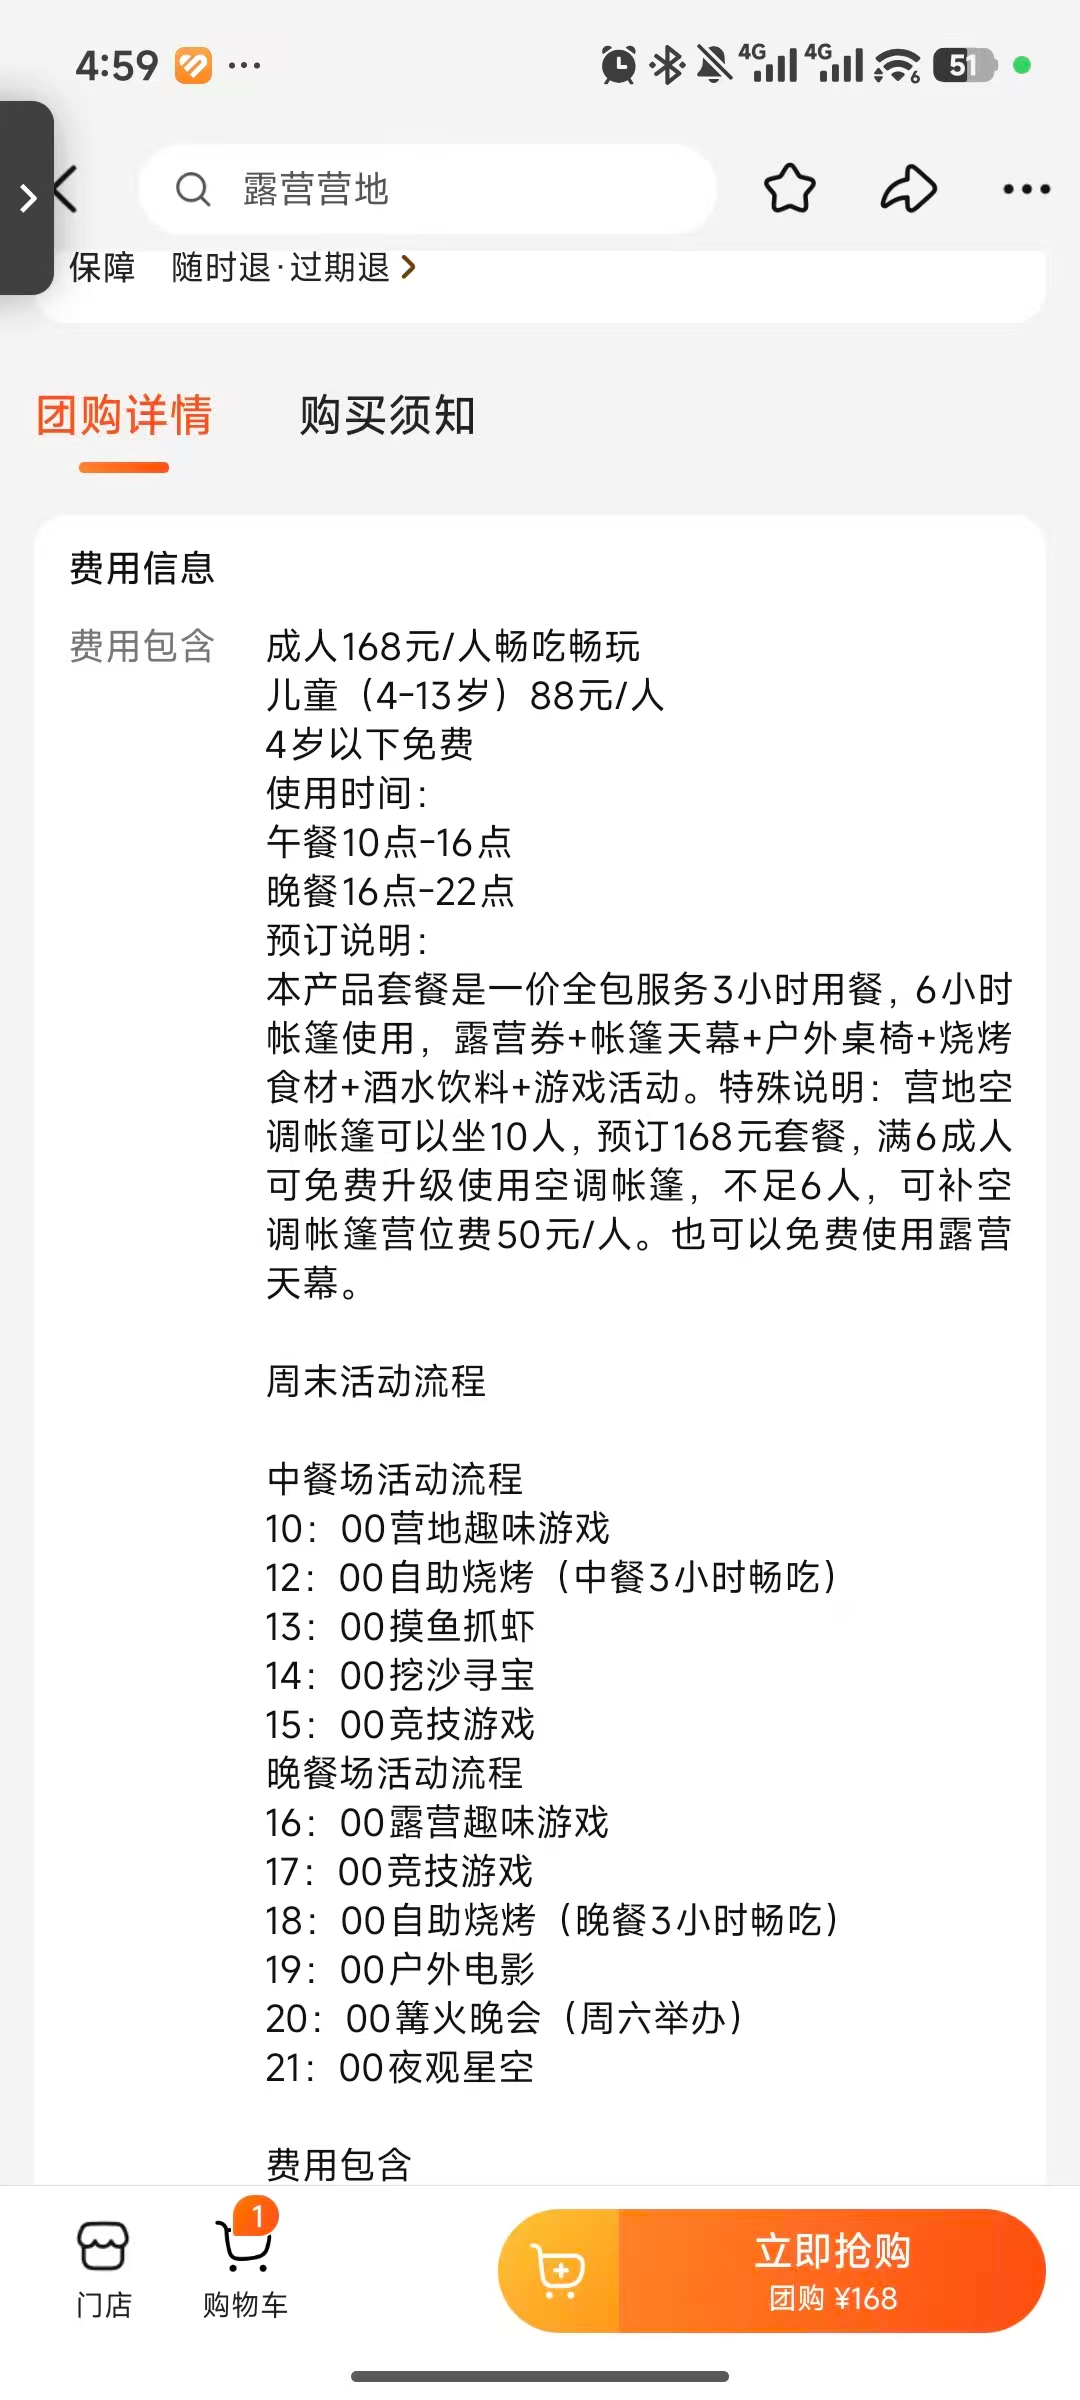 4:59 ···
4G 4G 6 51
露营营地
保障 随时退·过期退
团购详情 购买须知
费用信息
费用包含 成人168元/人畅吃畅玩
儿童（4-13岁）88元/人
4岁以下免费
使用时间：
午餐10点-16点
晚餐16点-22点
预订说明：
本产品套餐是一价全包服务3小时用餐，6小时
帐篷使用，露营券+帐篷天幕+户外桌椅+烧烤
食材+酒水饮料+游戏活动。特殊说明：营地空
调帐篷可以坐10人，预订168元套餐，满6成人
可免费升级使用空调帐篷，不足6人，可补空
调帐篷营位费50元/人。也可以免费使用露营
天幕。
周末活动流程
中餐场活动流程
10：00营地趣味游戏
12：00自助烧烤（中餐3小时畅吃）
13：00摸鱼抓虾
14：00挖沙寻宝
15：00竞技游戏
晚餐场活动流程
16：00露营趣味游戏
17：00竞技游戏
18：00自助烧烤（晚餐3小时畅吃）
19：00户外电影
20：00篝火晚会（周六举办）
21：00夜观星空
费用包含
1
门店 购物车
立即抢购
团购 ¥168